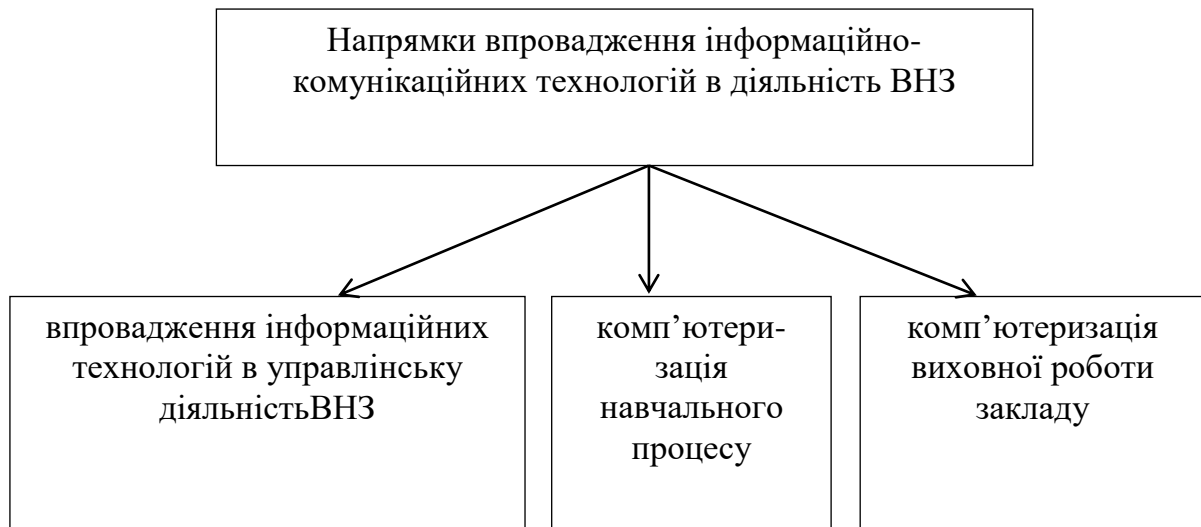 Напрямки впровадження інформаційно-
комунікаційних технологій в діяльність ВНЗ
впровадження інформаційних
технологій в управлінську
діяльністьВНЗ
комп’ютери-
зація
навчального
процесу
комп’ютеризація
виховної роботи
закладу